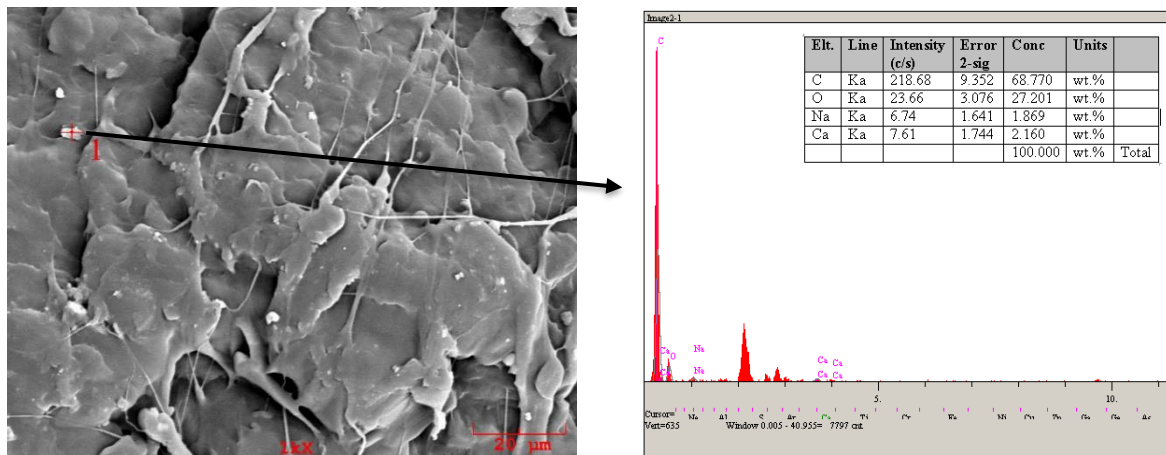 1
1kX
20 µm
Image2-1
Elt. Line Intensity (c/s) Error 2-sig Conc Units
C Ka 218.68 9.352 68.770 wt.%
O Ka 23.66 3.076 27.201 wt.%
Na Ka 6.74 1.641 1.869 wt.%
Ca Ka 7.61 1.744 2.160 wt.%
100.000 wt.% Total
C
Ca O Na Ca Ca
Na Ca Ca
5. 10.
Cursor=
Vert=635 Window 0.005 - 40.955= 7797 cnt